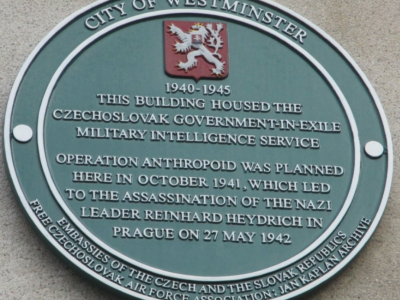 CITY OF WESTMINSTER
1940-1945
THIS BUILDING HOUSED THE
CZECHOSLOVAK GOVERNMENT-IN-EXILE
MILITARY INTELLIGENCE SERVICE
OPERATION ANTHROPOID WAS PLANNED
HERE IN OCTOBER 1941, WHICH LED
TO THE ASSASSINATION OF THE NAZI
LEADER REINHARD HEYDRICH IN
PRAGUE ON 27 MAY 1942
EMBASSIES OF THE CZECH AND THE SLOVAK REPUBLICS
FREE CZECHOSLOVAK AIR FORCE ASSOCIATION: JAN KAPLAN ARCHIVE